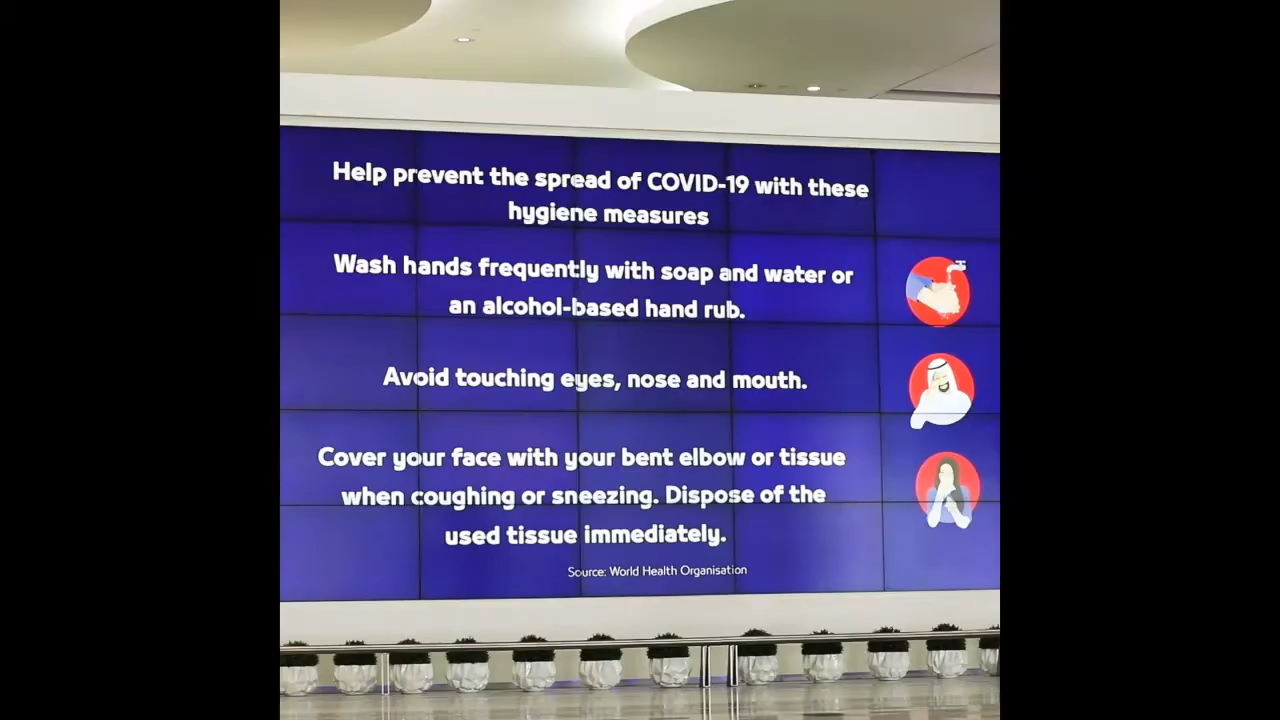 Help prevent the spread of COVID-19 with these
hygiene measures
Wash hands frequently with soap and water or
an alcohol-based hand rub.
Avoid touching eyes, nose and mouth.
Cover your face with your bent elbow or tissue
when coughing or sneezing. Dispose of the
used tissue immediately.
Source: World Health Organisation